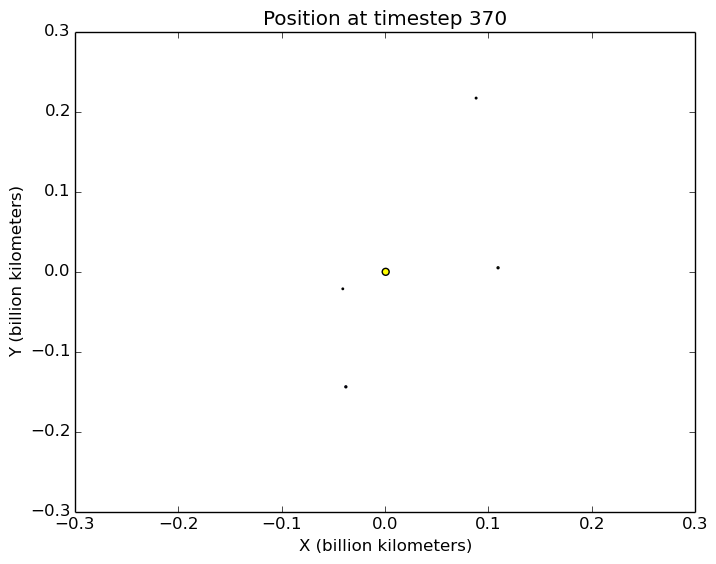 Position at timestep 370
0.3
0.2
0.1
0.0
−0.1
−0.2
−0.3
Y (billion kilometers)
−0.3 −0.2 −0.1 0.0 0.1 0.2 0.3
X (billion kilometers)